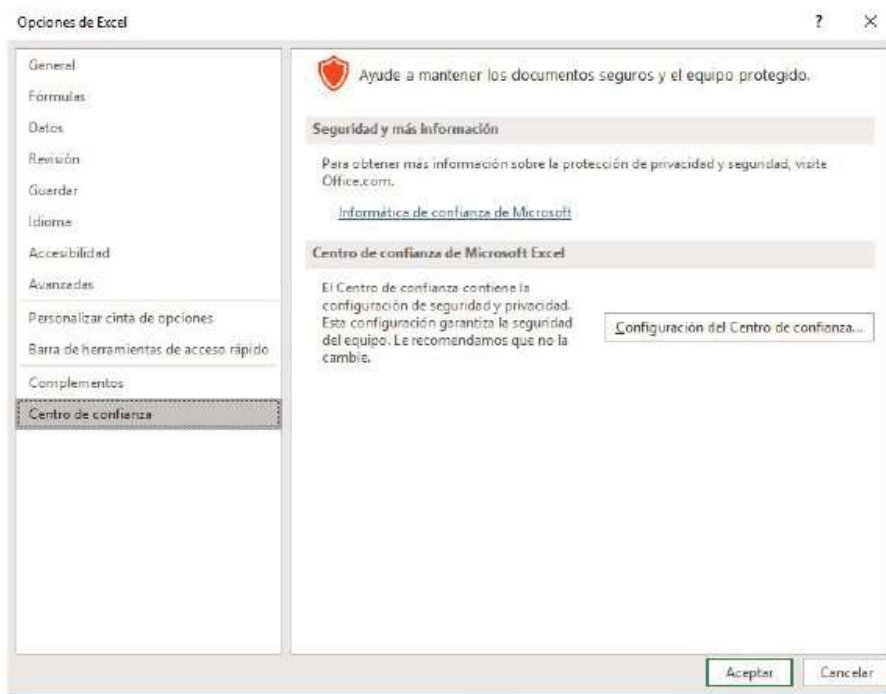 Opciones de Excel
?
×
General
Fórmulas
Datos
Revisión
Guardar
Idioma
Accesibilidad
Avanzadas
Personalizar cinta de opciones
Barra de herramientas de acceso rápido
Complementos
Centro de confianza
Ayude a mantener los documentos seguros y el equipo protegido.
Seguridad y más información
Para obtener más información sobre la protección de privacidad y seguridad, visite
Office.com.
Informática de confianza de Microsoft
Centro de confianza de Microsoft Excel
El Centro de confianza contiene la
configuración de seguridad y privacidad.
Esta configuración garantiza la seguridad
del equipo. Le recomendamos que no la
cambie.
Configuración del Centro de confianza...
Aceptar
Cancelar